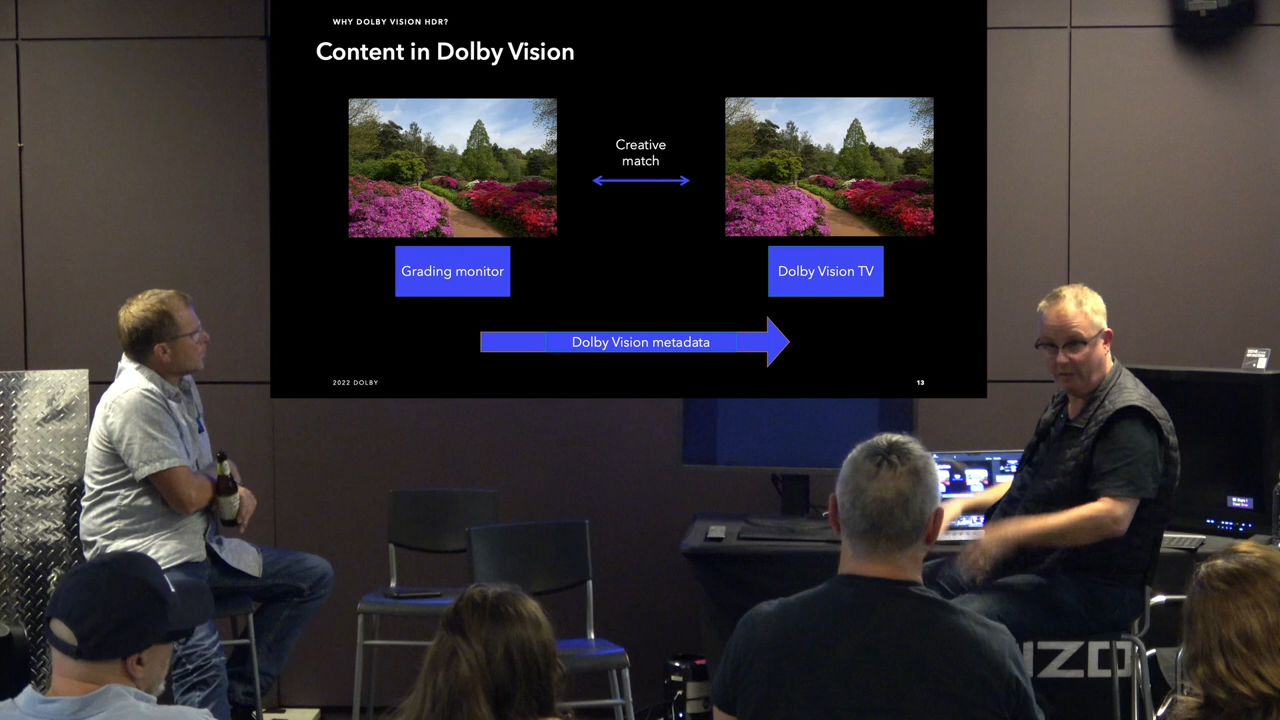 WHY DOLBY VISION HDR?
Content in Dolby Vision
Creative
match
Grading monitor
Dolby Vision TV
Dolby Vision metadata
2022 DOLBY
13